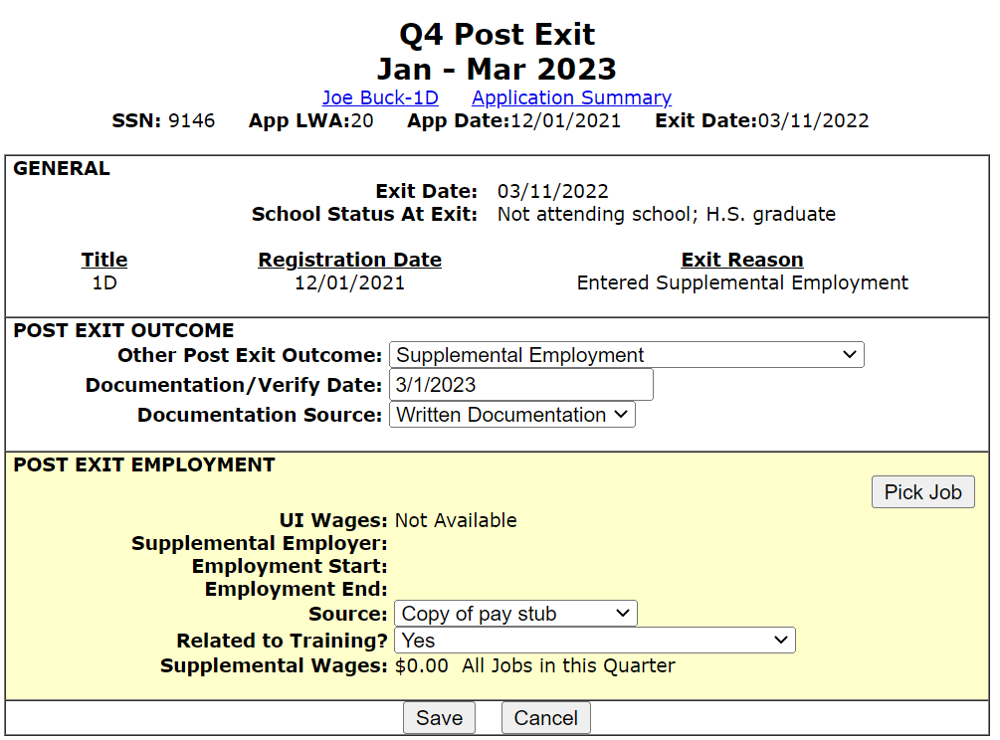 Q4 Post Exit
Jan - Mar 2023
Joe Buck-1D Application Summary
SSN: 9146 App LWA:20 App Date:12/01/2021 Exit Date:03/11/2022
GENERAL
Exit Date: 03/11/2022
School Status At Exit: Not attending school; H.S. graduate
Title Registration Date Exit Reason
1D 12/01/2021 Entered Supplemental Employment
POST EXIT OUTCOME
Other Post Exit Outcome: Supplemental Employment
Documentation/Verify Date: 3/1/2023
Documentation Source: Written Documentation
POST EXIT EMPLOYMENT
Pick Job
UI Wages: Not Available
Supplemental Employer:
Employment Start:
Employment End:
Source: Copy of pay stub
Related to Training? Yes
Supplemental Wages: $0.00 All Jobs in this Quarter
Save Cancel